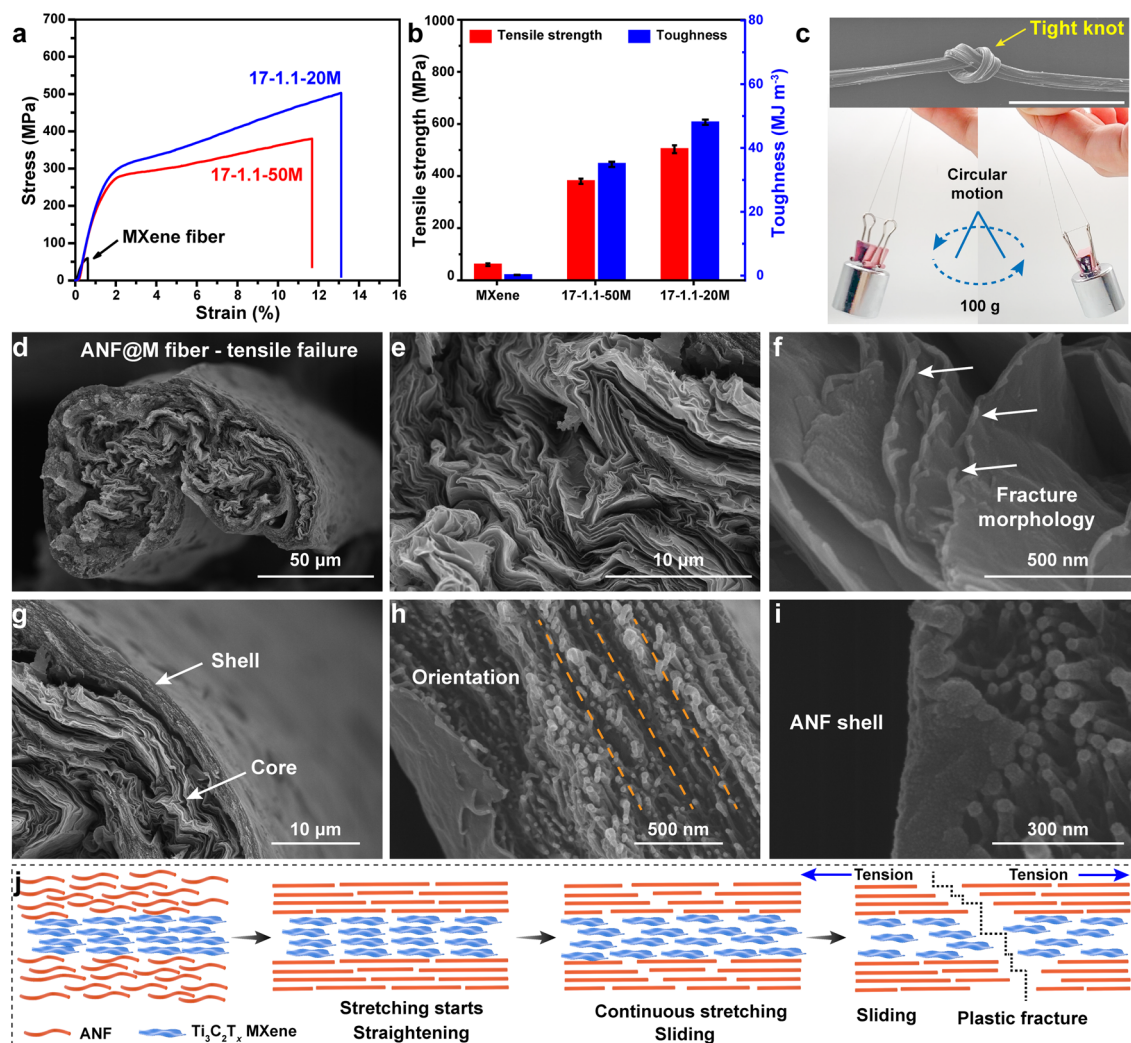 a
700
600
500
400
300
200
100
0
0 2 4 6 8 10 12 14 16
Stress (MPa)
Strain (%)
17-1.1-20M
17-1.1-50M
MXene fiber
b
1000
800
600
400
200
0
Tensile strength (MPa)
Tensile strength
Toughness
80
60
40
20
0
Toughness (MJ m⁻³)
MXene 17-1.1-50M 17-1.1-20M
c
Tight knot
Circular
motion
100 g
d
ANF@M fiber - tensile failure
50 µm
e
10 µm
f
Fracture
morphology
500 nm
g
Shell
Core
10 µm
h
Orientation
500 nm
i
ANF shell
300 nm
j
Tension Tension
Stretching starts
Straightening
Continuous stretching
Sliding
Sliding Plastic fracture
ANF Ti₃C₂Tₓ MXene